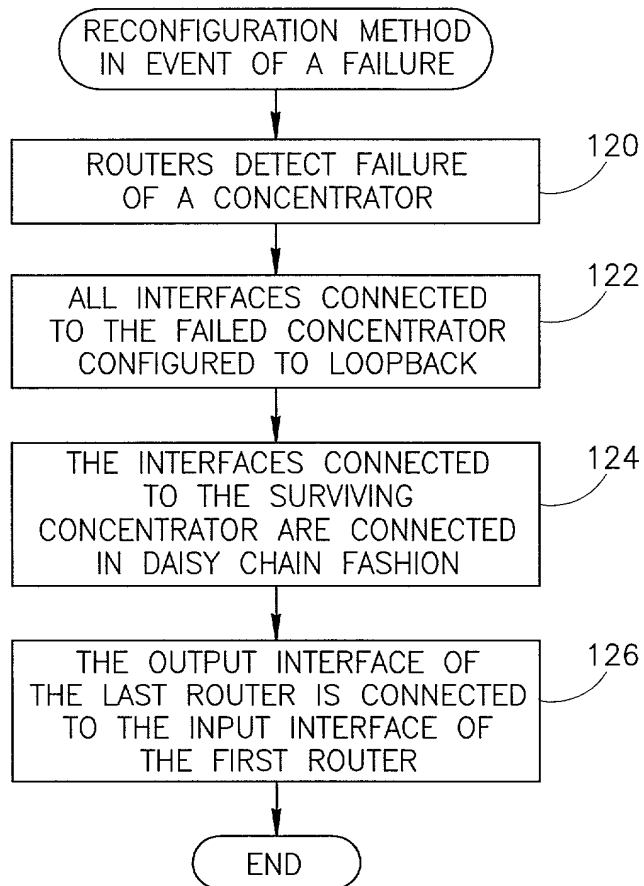 RECONFIGURATION METHOD
IN EVENT OF A FAILURE
ROUTERS DETECT FAILURE
OF A CONCENTRATOR
120
ALL INTERFACES CONNECTED
TO THE FAILED CONCENTRATOR
CONFIGURED TO LOOPBACK
122
THE INTERFACES CONNECTED
TO THE SURVIVING
CONCENTRATOR ARE CONNECTED
IN DAISY CHAIN FASHION
124
THE OUTPUT INTERFACE OF
THE LAST ROUTER IS CONNECTED
TO THE INPUT INTERFACE OF
THE FIRST ROUTER
126
END